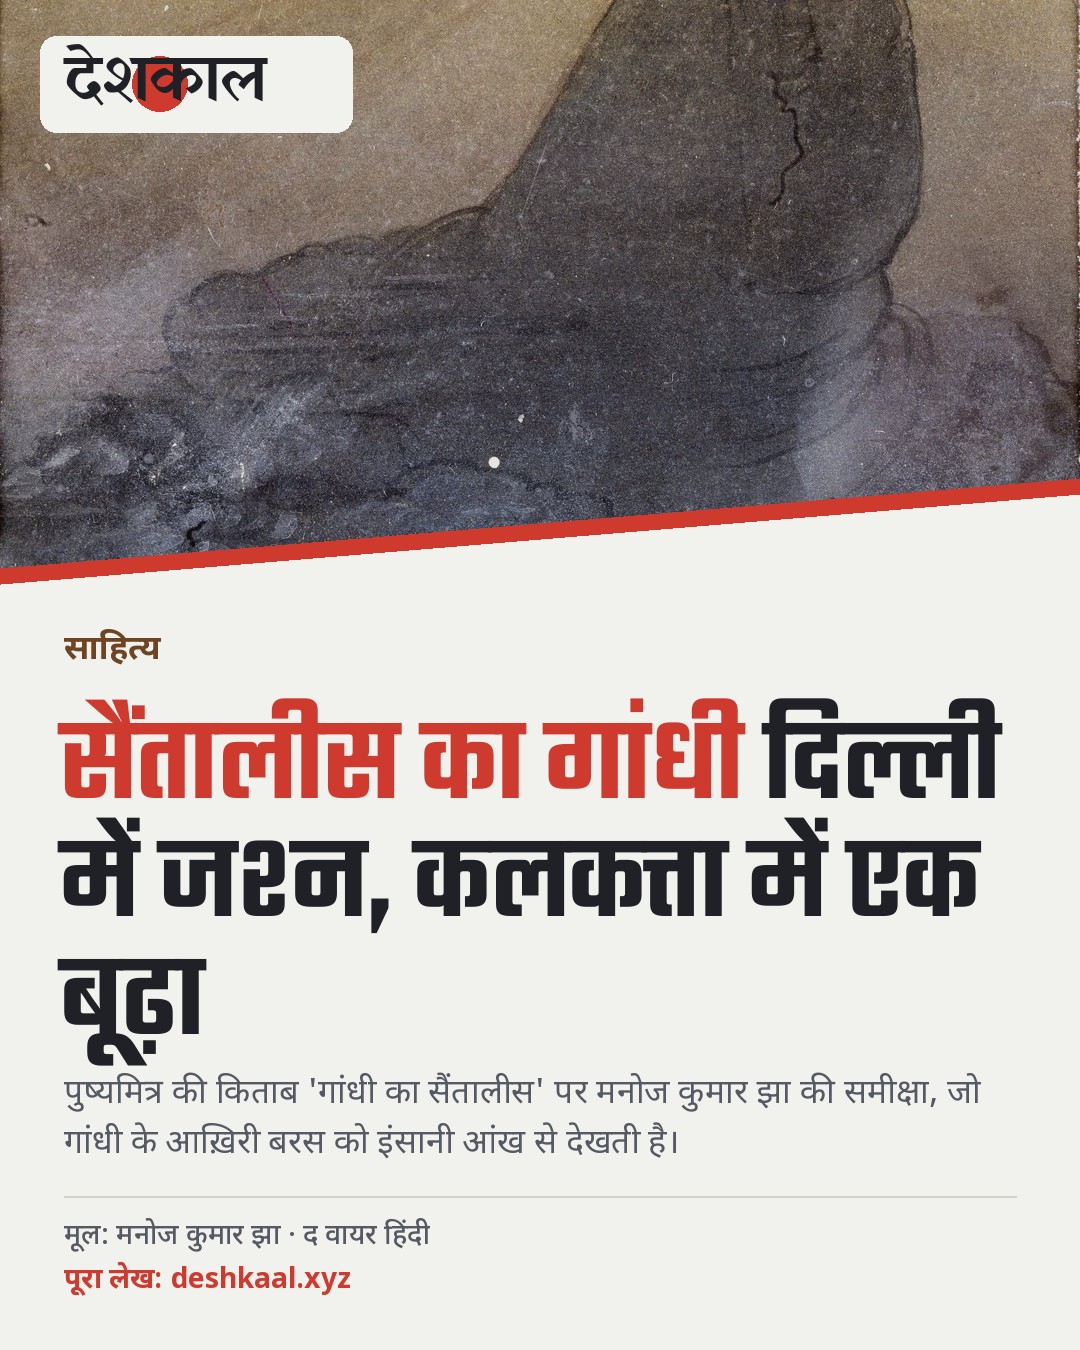 देशकाल
साहित्य
सैंतालीस का गांधी दिल्ली
में जश्न, कलकत्ता में एक
बूढ़ा
पुष्यमित्र की किताब 'गांधी का सैंतालीस' पर मनोज कुमार झा की समीक्षा, जो
गांधी के आख़िरी बरस को इंसानी आंख से देखती है।
मूल: मनोज कुमार झा · द वायर हिंदी
पूरा लेख: deshkaal.xyz